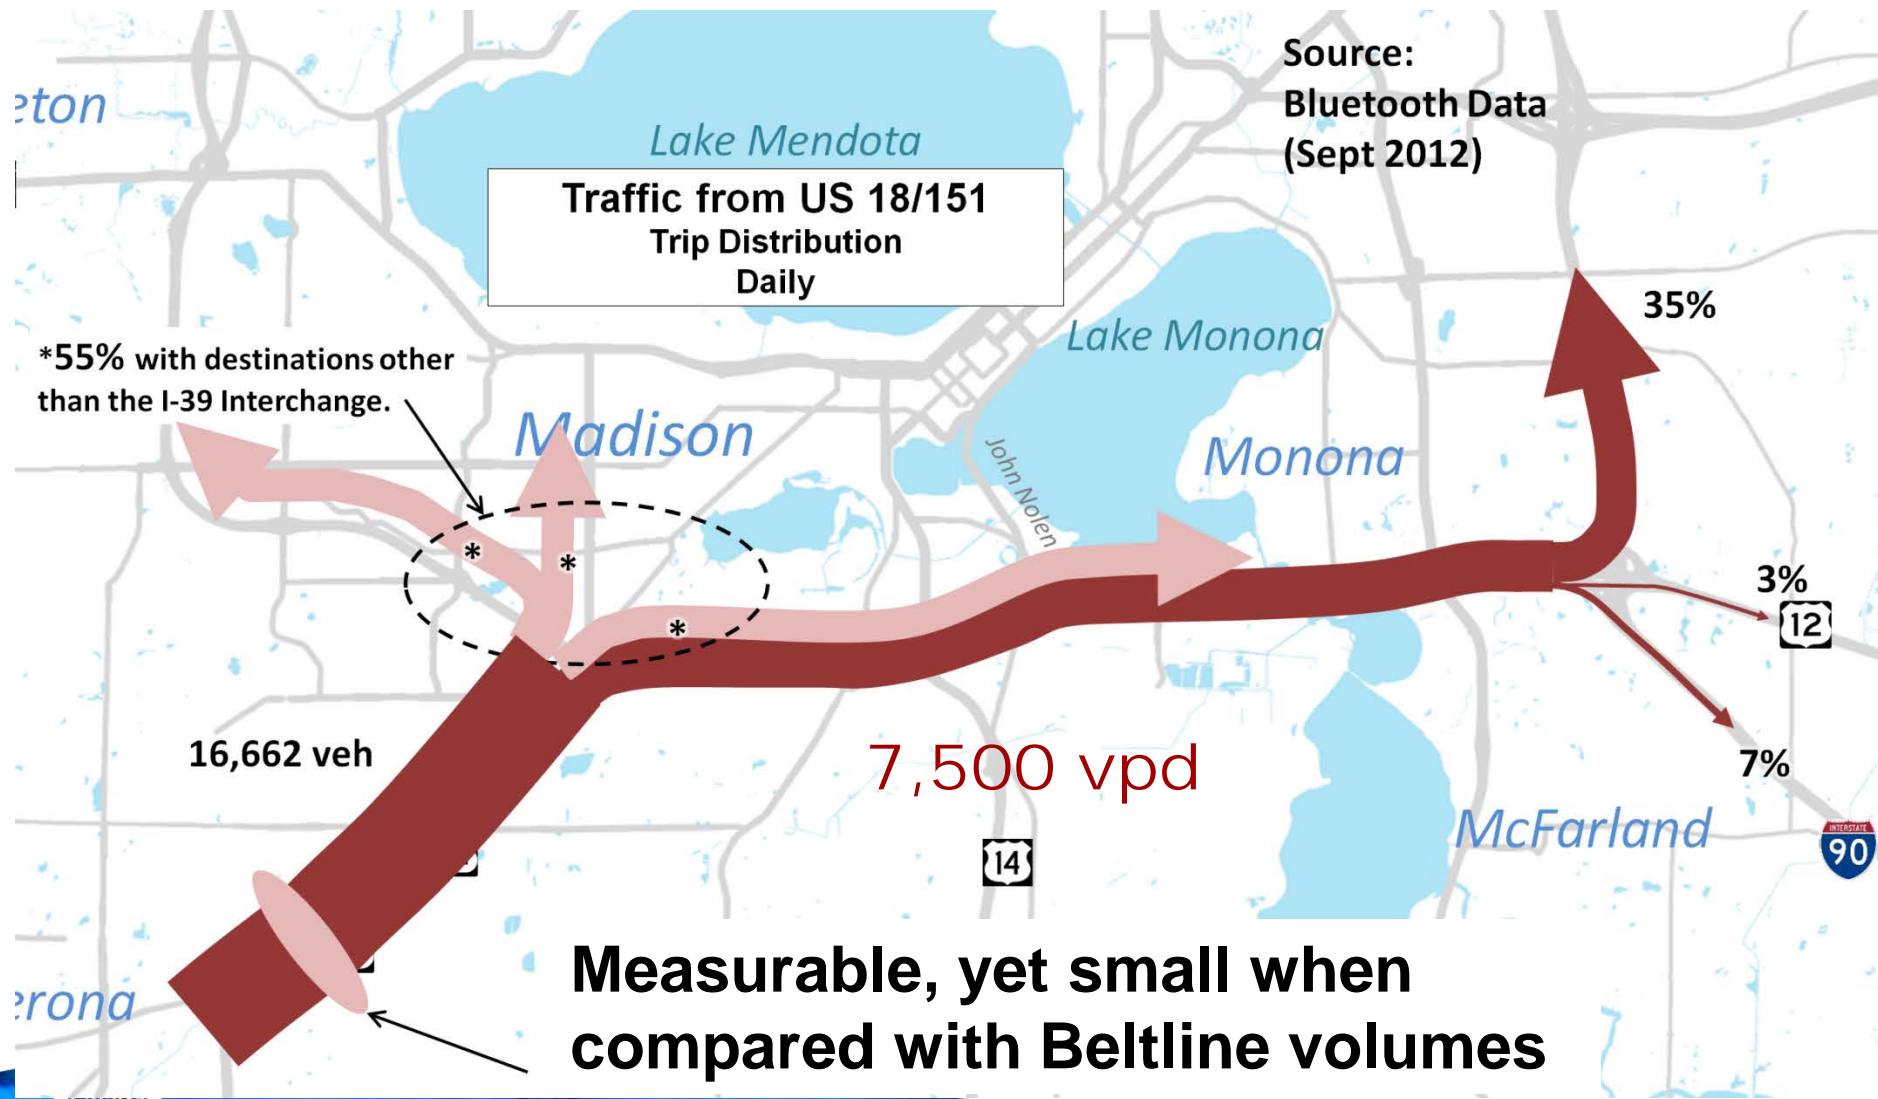 Source:
Bluetooth Data
(Sept 2012)
eton
Lake Mendota
Traffic from US 18/151
Trip Distribution
Daily
35%
Lake Monona
*55% with destinations other
than the I-39 Interchange.
Madison
Monona
John Nolen
*
*
*
3%
12
16,662 veh
7,500 vpd
7%
McFarland
14
INTERSTATE
90
Measurable, yet small when
compared with Beltline volumes
erona